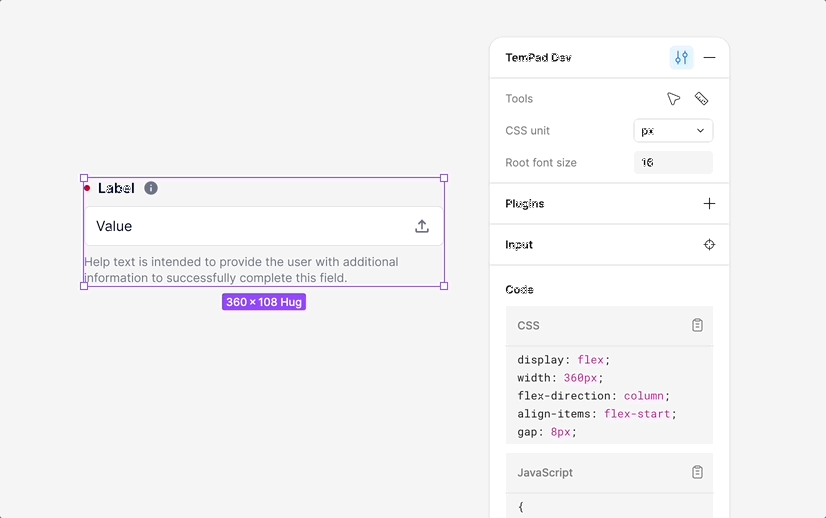 TemPad Dev
Tools
CSS unit
px
Root font size
16
Label
Value
Help text is intended to provide the user with additional
information to successfully complete this field.
360 × 108 Hug
Plugins
Input
Code
CSS
display: flex;
width: 360px;
flex-direction: column;
align-items: flex-start;
gap: 8px;
JavaScript
{